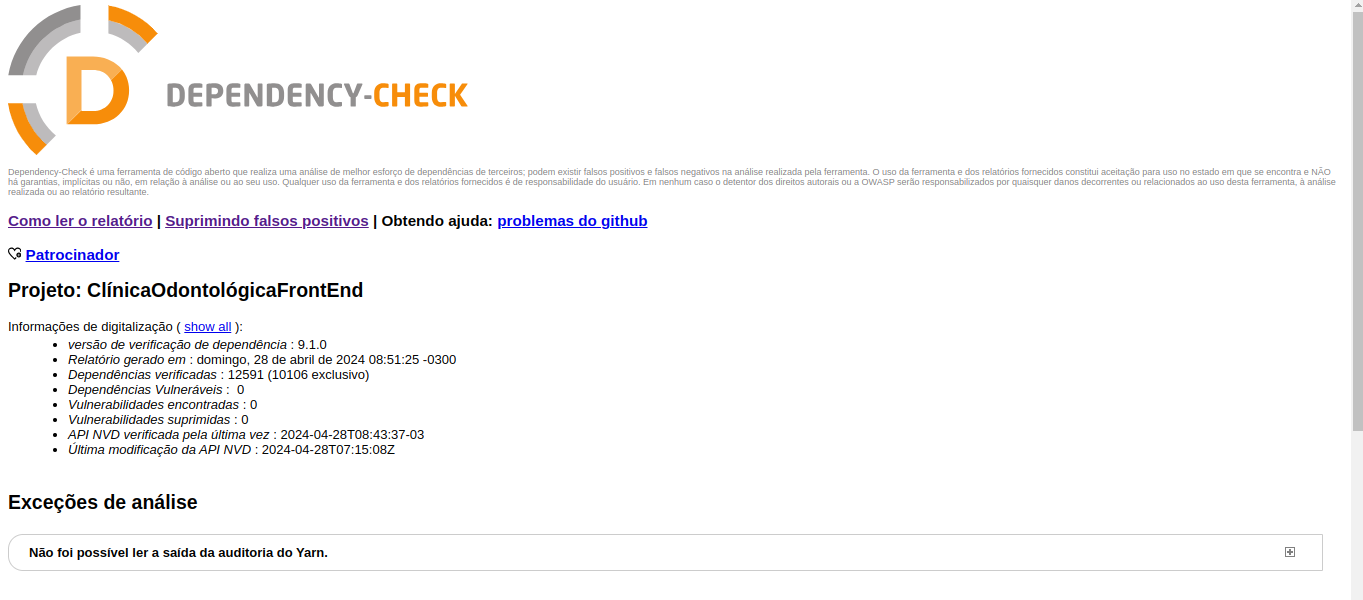 D
DEPENDENCY-CHECK
Dependency-Check é uma ferramenta de código aberto que realiza uma análise de melhor esforço de dependências de terceiros; podem existir falsos positivos e falsos negativos na análise realizada pela ferramenta. O uso da ferramenta e dos relatórios fornecidos constitui aceitação para uso no estado em que se encontra e NÃO
há garantias, implícitas ou não, em relação à análise ou ao seu uso. Qualquer uso da ferramenta e dos relatórios fornecidos é de responsabilidade do usuário. Em nenhum caso o detentor dos direitos autorais ou a OWASP serão responsabilizados por quaisquer danos decorrentes ou relacionados ao uso desta ferramenta, à análise
realizada ou ao relatório resultante.
Como ler o relatório | Suprimindo falsos positivos | Obtendo ajuda: problemas do github
Patrocinador
Projeto: ClínicaOdontológicaFrontEnd
Informações de digitalização ( show all ):
• versão de verificação de dependência : 9.1.0
• Relatório gerado em : domingo, 28 de abril de 2024 08:51:25 -0300
• Dependências verificadas : 12591 (10106 exclusivo)
• Dependências Vulneráveis : 0
• Vulnerabilidades encontradas : 0
• Vulnerabilidades suprimidas : 0
• API NVD verificada pela última vez : 2024-04-28T08:43:37-03
• Última modificação da API NVD : 2024-04-28T07:15:08Z
Exceções de análise
Não foi possível ler a saída da auditoria do Yarn.